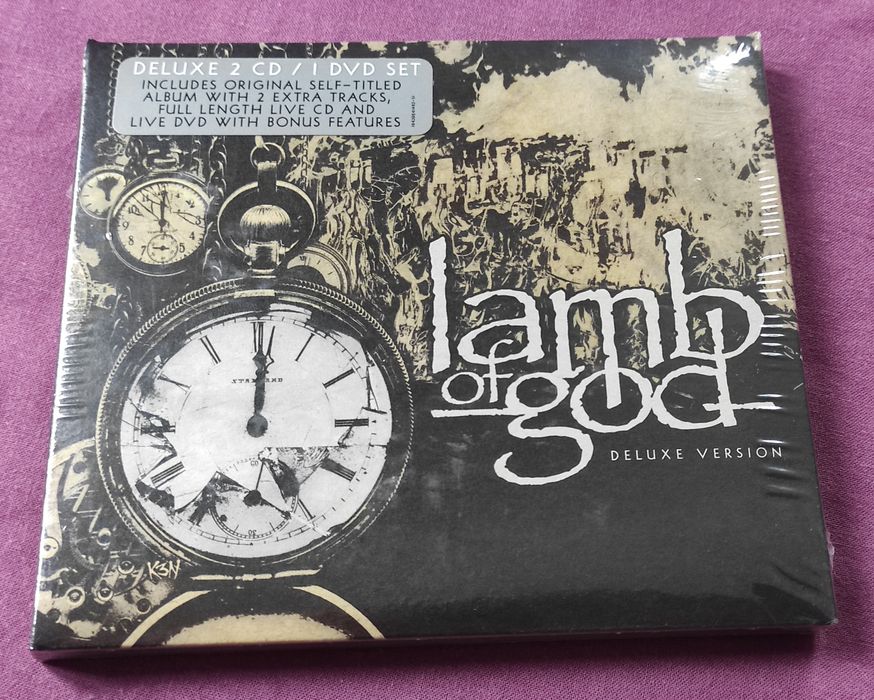 DELUXE 2 CD / 1 DVD SET
INCLUDES ORIGINAL SELF-TITLED
ALBUM WITH 2 EXTRA TRACKS,
FULL LENGTH LIVE CD AND
LIVE DVD WITH BONUS FEATURES
lamb
of god
DELUXE VERSION
K3N